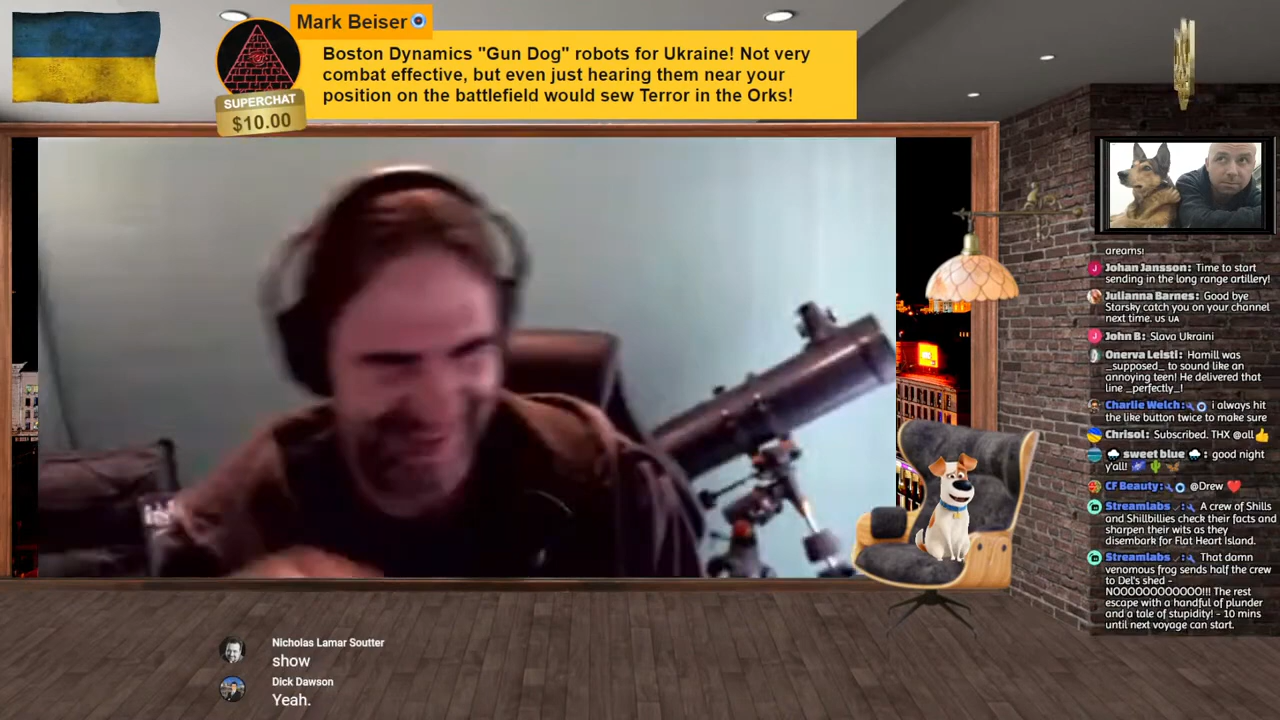 Mark Beiser
Boston Dynamics "Gun Dog" robots for Ukraine! Not very
combat effective, but even just hearing them near your
position on the battlefield would sew Terror in the Orks!
SUPERCHAT
$10.00
Johan Jansson: Time to start
sending in the long range artillery!
Julianna Barnes: Good bye
Starsky catch you on your channel
next time. us UA
John B: Slava Ukraini
Onerva Leisti: Hamill was
_supposed_ to sound like an
annoying teen! He delivered that
line _perfectly_!
Charlie Welch: i always hit
the like button twice to make sure
Chrisol: Subscribed. THX @all
sweet blue : good night
y'all!
CF Beauty: @Drew
Streamlabs : A crew of Shills
and Shillbillies check their facts and
sharpen their wits as they
disembark for Flat Heart Island.
Streamlabs : That damn
venomous frog sends half the crew
to Del's shed -
NOOOOOOOOOOO!!! The rest
escape with a handful of plunder
and a tale of stupidity! - 10 mins
until next voyage can start.
Nicholas Lamar Soutter
show
Dick Dawson
Yeah.